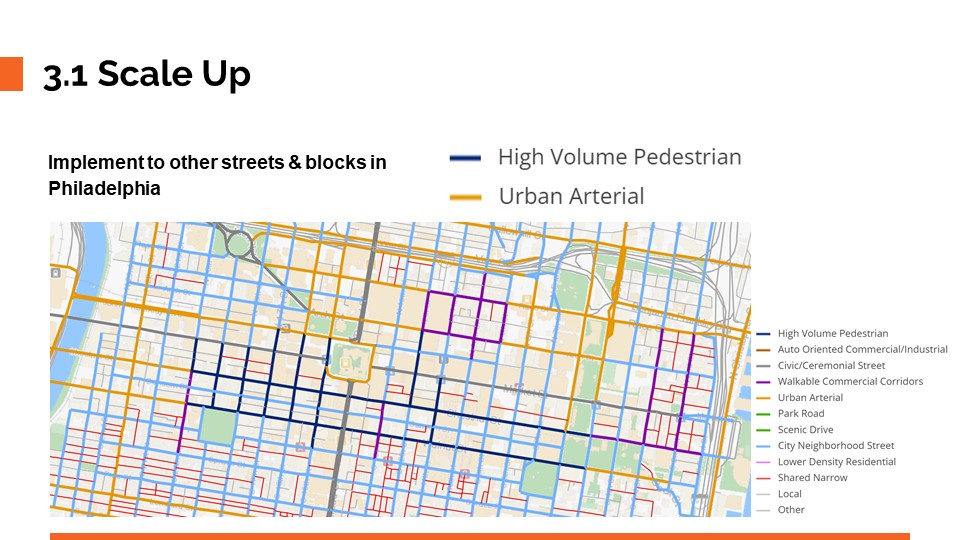 3.1 Scale Up
Implement to other streets & blocks in
Philadelphia
High Volume Pedestrian
Urban Arterial
High Volume Pedestrian
Auto Oriented Commercial/Industrial
Civic/Ceremonial Street
Walkable Commercial Corridors
Urban Arterial
Park Road
Scenic Drive
City Neighborhood Street
Lower Density Residential
Shared Narrow
Local
Other